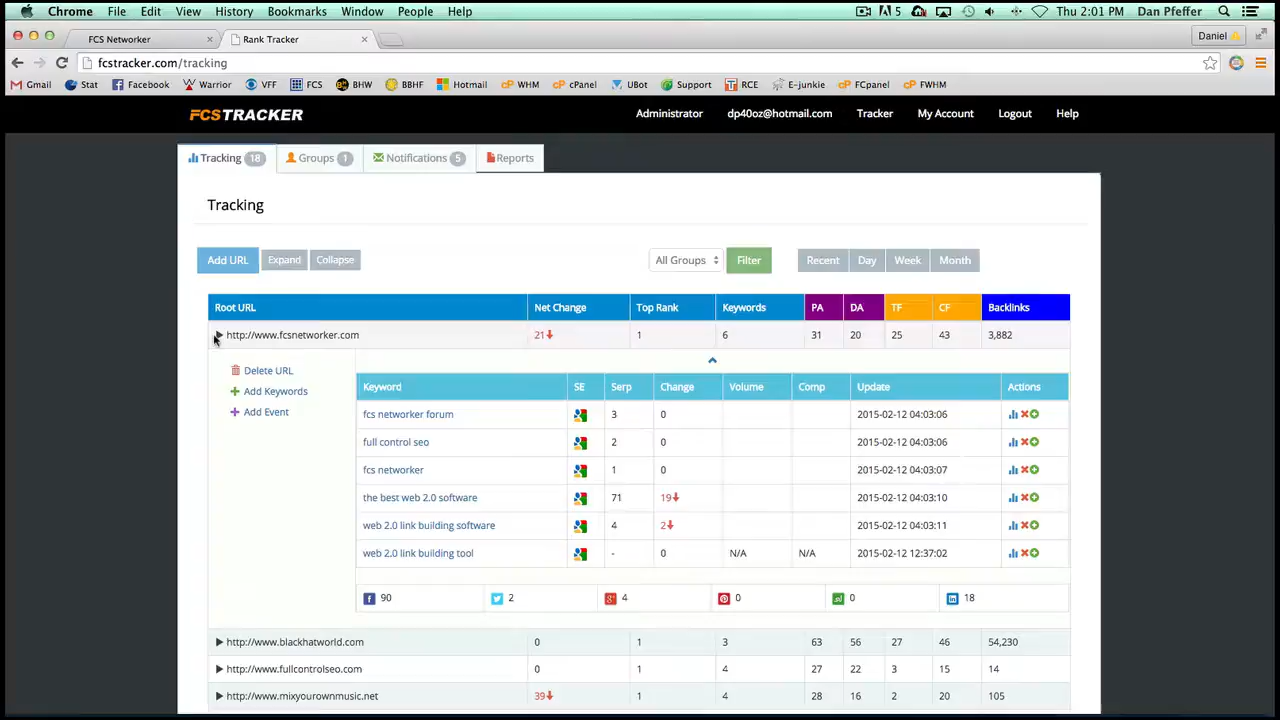 Chrome File Edit View History Bookmarks Window People Help 5 Thu 2:01 PM Dan Pfeffer
FCS Networker × Rank Tracker × Daniel
fcstracker.com/tracking
Gmail Stat Facebook Warrior VFF FCS BHW BBHF Hotmail cP WHM cP cPanel UBot Support RCE E-junkie cP FCpanel cP FWHM
FCSTRACKER Administrator dp40oz@hotmail.com Tracker My Account Logout Help
Tracking 18 Groups 1 Notifications 5 Reports
Tracking
Add URL Expand Collapse All Groups Filter Recent Day Week Month
Root URL Net Change Top Rank Keywords PA DA TF CF Backlinks
http://www.fcsnetworker.com 21 1 6 31 20 25 43 3,882
Delete URL
Add Keywords
Add Event
Keyword SE Serp Change Volume Comp Update Actions
fcs networker forum 3 0 2015-02-12 04:03:06
full control seo 2 0 2015-02-12 04:03:06
fcs networker 1 0 2015-02-12 04:03:07
the best web 2.0 software 71 19 2015-02-12 04:03:10
web 2.0 link building software 4 2 2015-02-12 04:03:11
web 2.0 link building tool - 0 N/A N/A 2015-02-12 12:37:02
90 2 4 0 0 18
http://www.blackhatworld.com 0 1 3 63 56 27 46 54,230
http://www.fullcontrolseo.com 0 1 4 27 22 3 15 14
http://www.mixyourownmusic.net 39 1 4 28 16 2 20 105